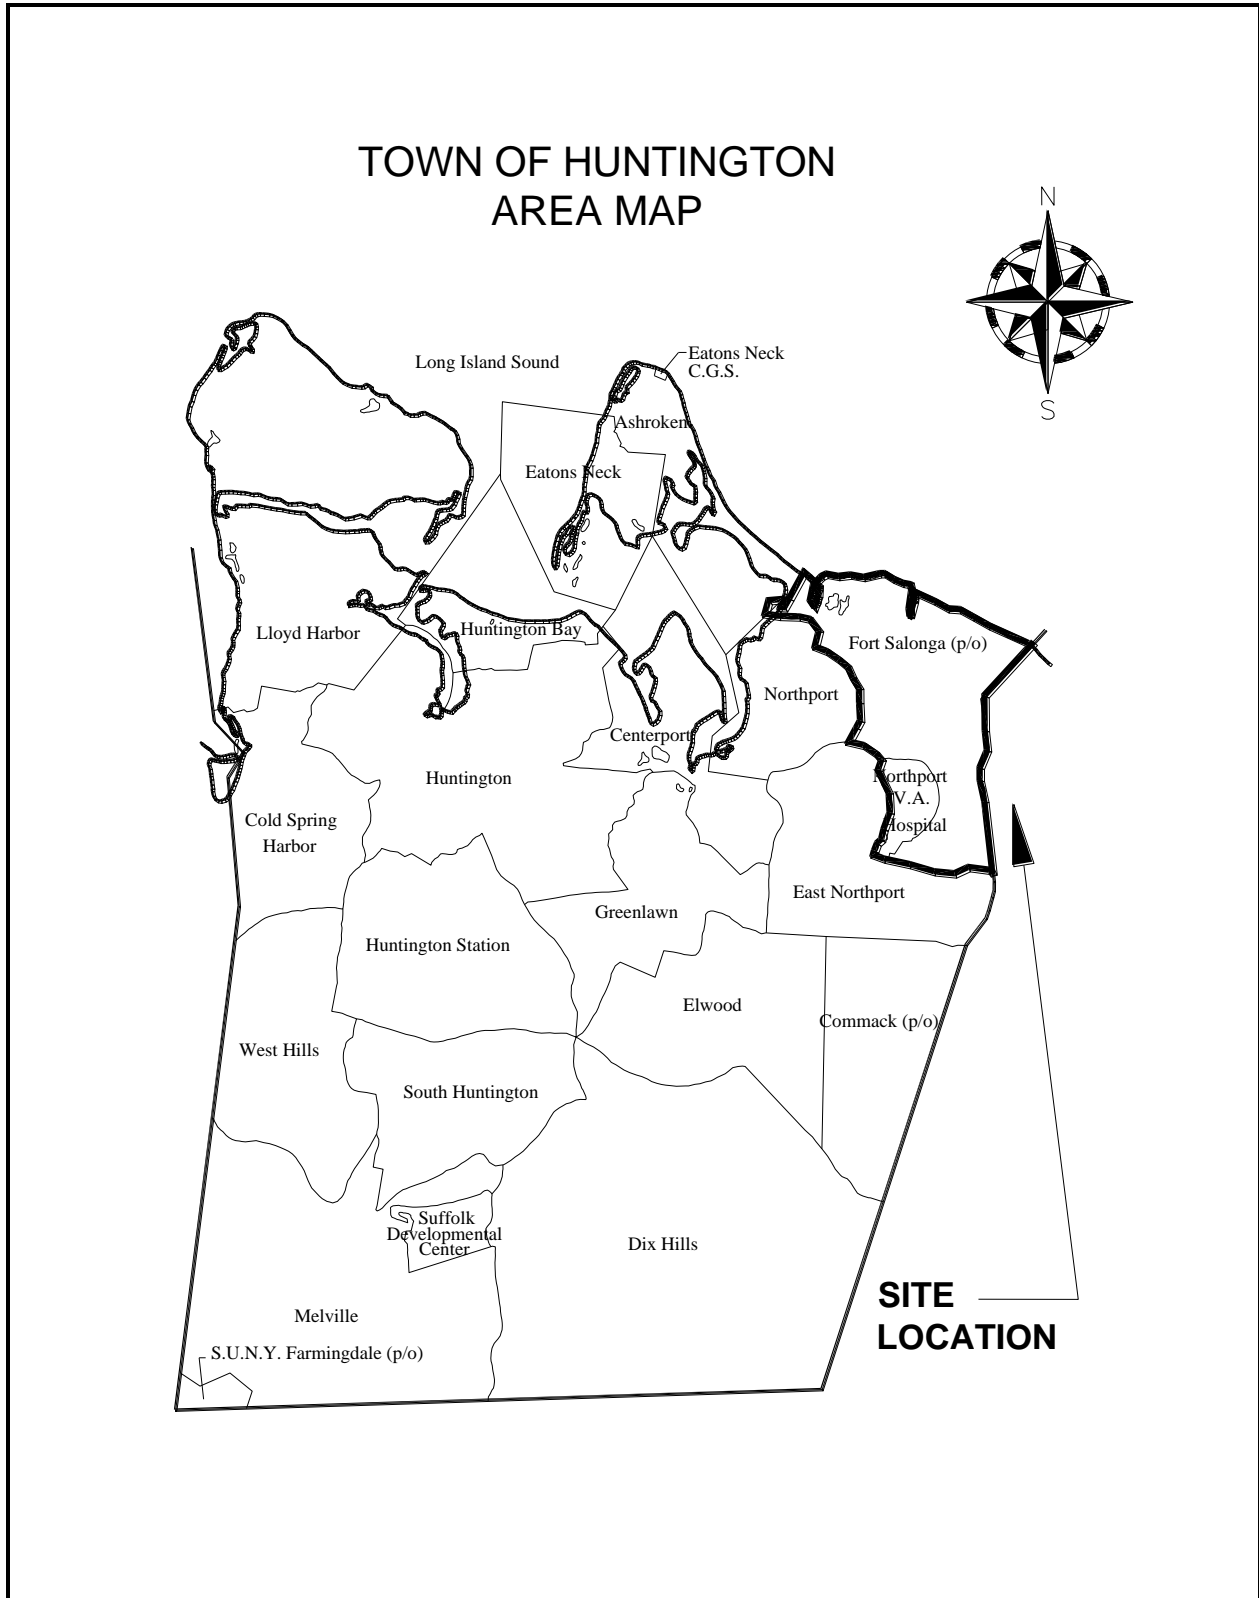 TOWN OF HUNTINGTON
AREA MAP
N
S
Long Island Sound
Eatons Neck
C.G.S.
Ashroken
Eatons Neck
Lloyd Harbor
Huntington Bay
Fort Salonga (p/o)
Northport
Centerport
Huntington
Northport
V.A.
Hospital
Cold Spring
Harbor
East Northport
Greenlawn
Huntington Station
Elwood
Commack (p/o)
West Hills
South Huntington
Suffolk
Developmental
Center
Dix Hills
SITE
LOCATION
Melville
S.U.N.Y. Farmingdale (p/o)